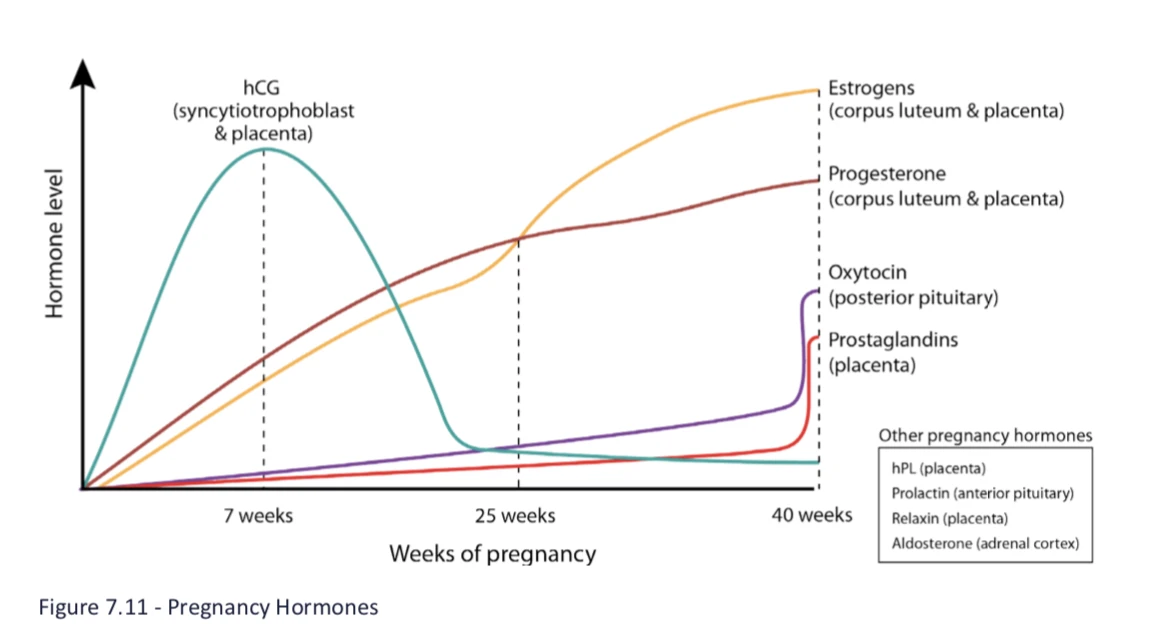 hCG
(syncytiotrophoblast
& placenta)
Estrogens
(corpus luteum & placenta)
Progesterone
(corpus luteum & placenta)
Oxytocin
(posterior pituitary)
Prostaglandins
(placenta)
Hormone level
7 weeks
25 weeks
40 weeks
Weeks of pregnancy
Other pregnancy hormones
hPL (placenta)
Prolactin (anterior pituitary)
Relaxin (placenta)
Aldosterone (adrenal cortex)
Figure 7.11 - Pregnancy Hormones